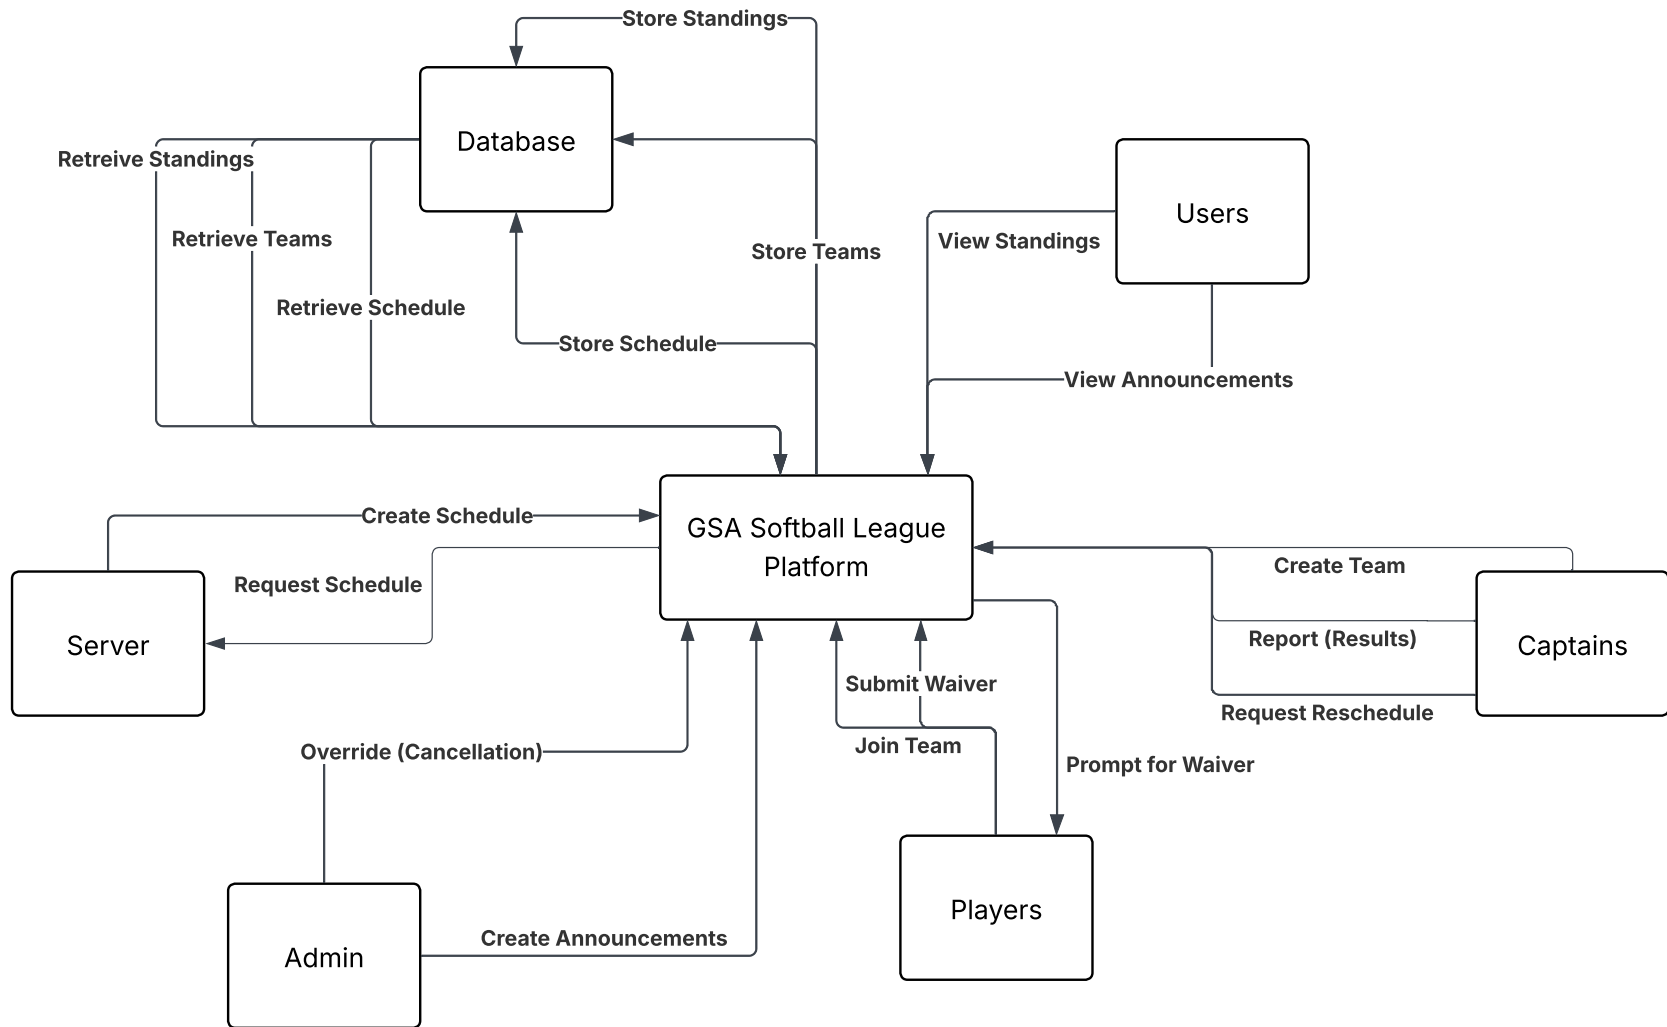 Store Standings
Database
Retreive Standings
Users
Retrieve Teams
View Standings
Store Teams
Retrieve Schedule
Store Schedule
View Announcements
Create Schedule
GSA Softball League
Platform
Create Team
Request Schedule
Server
Report (Results)
Captains
Submit Waiver
Request Reschedule
Override (Cancellation)
Join Team
Prompt for Waiver
Players
Create Announcements
Admin